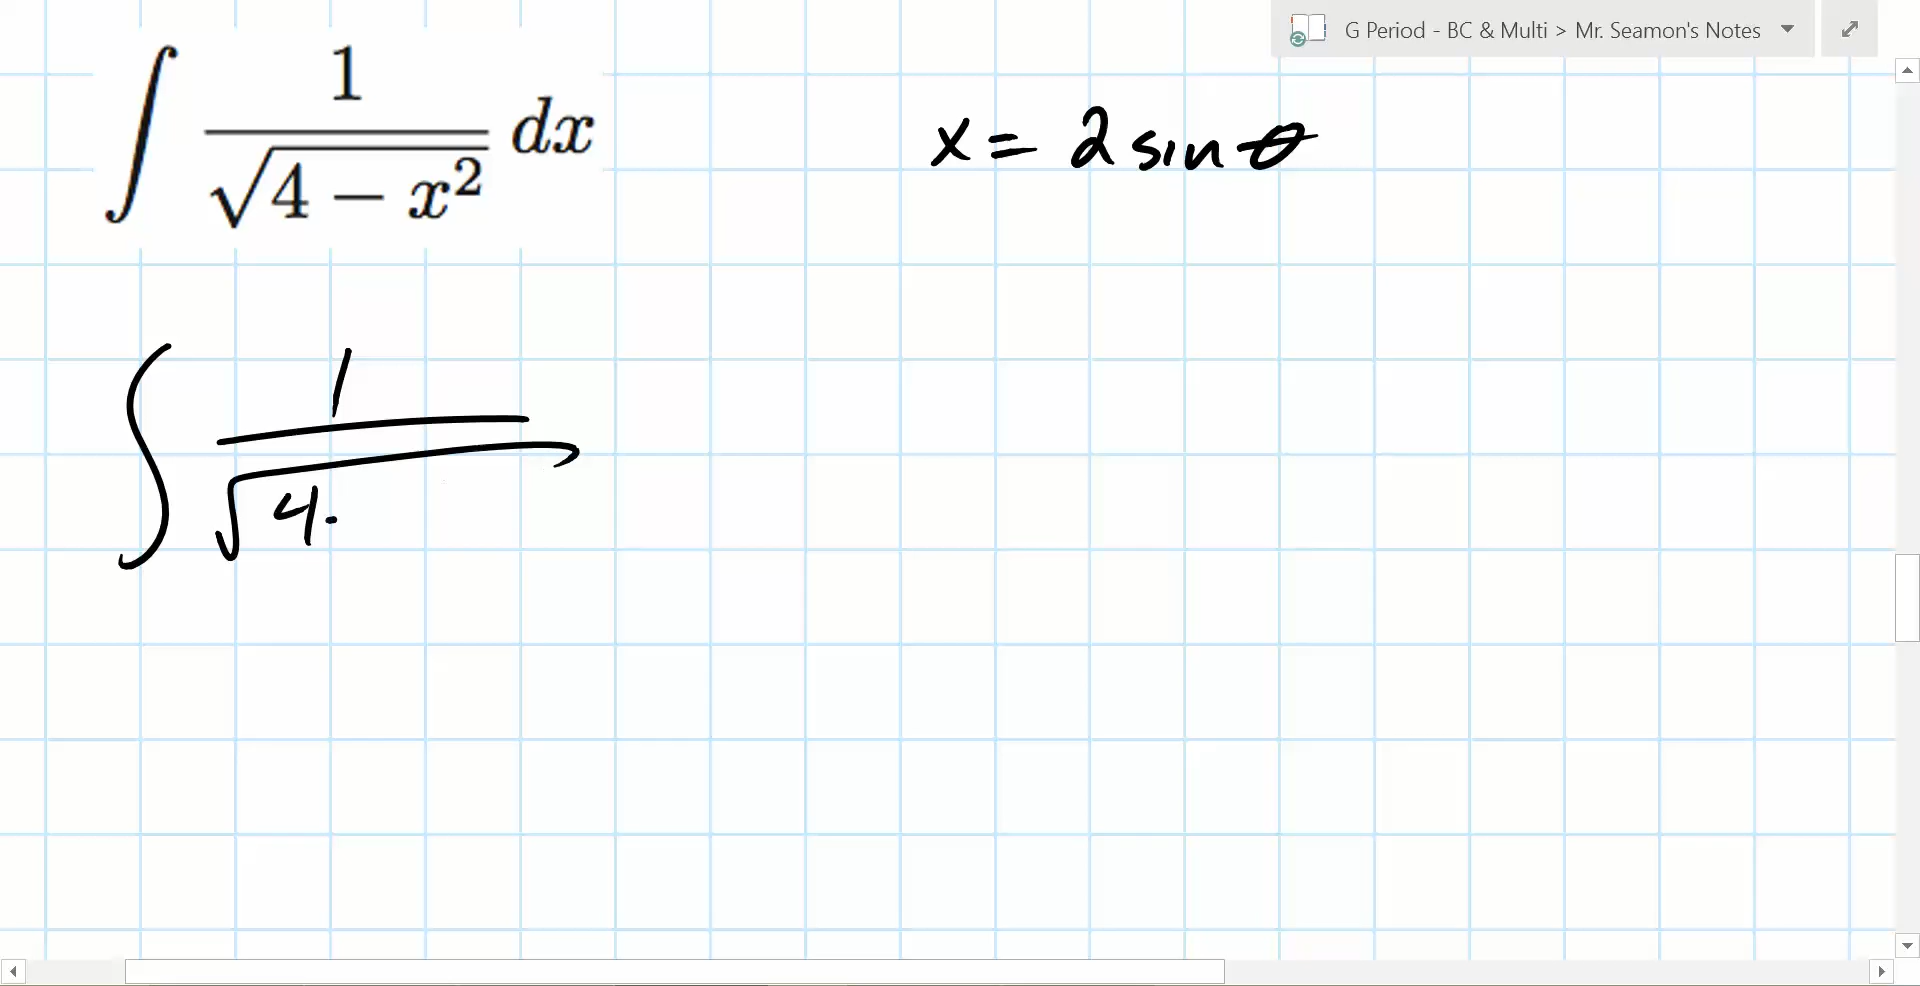 G Period - BC & Multi > Mr. Seamon's Notes
∫ 1/√(4 − x²) dx
x = 2 sin θ
∫ 1/√(4 -